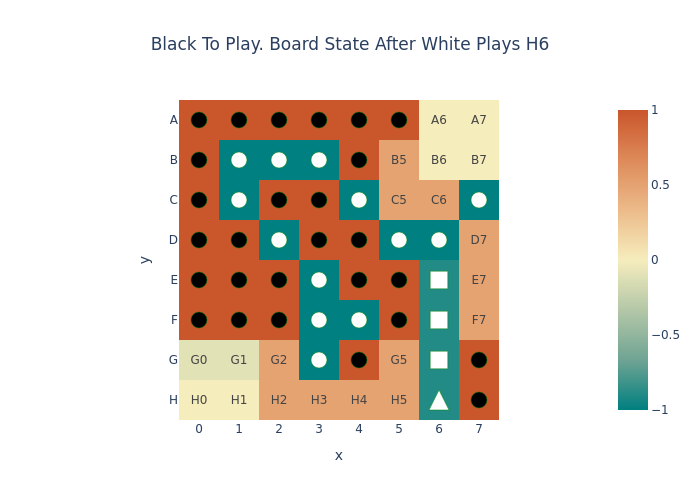 Black To Play. Board State After White Plays H6
A A6 A7
B B5 B6 B7
C C5 C6
D D7
E E7
F F7
G G0 G1 G2 G5
H H0 H1 H2 H3 H4 H5
0 1 2 3 4 5 6 7
x
y
1
0.5
0
−0.5
−1